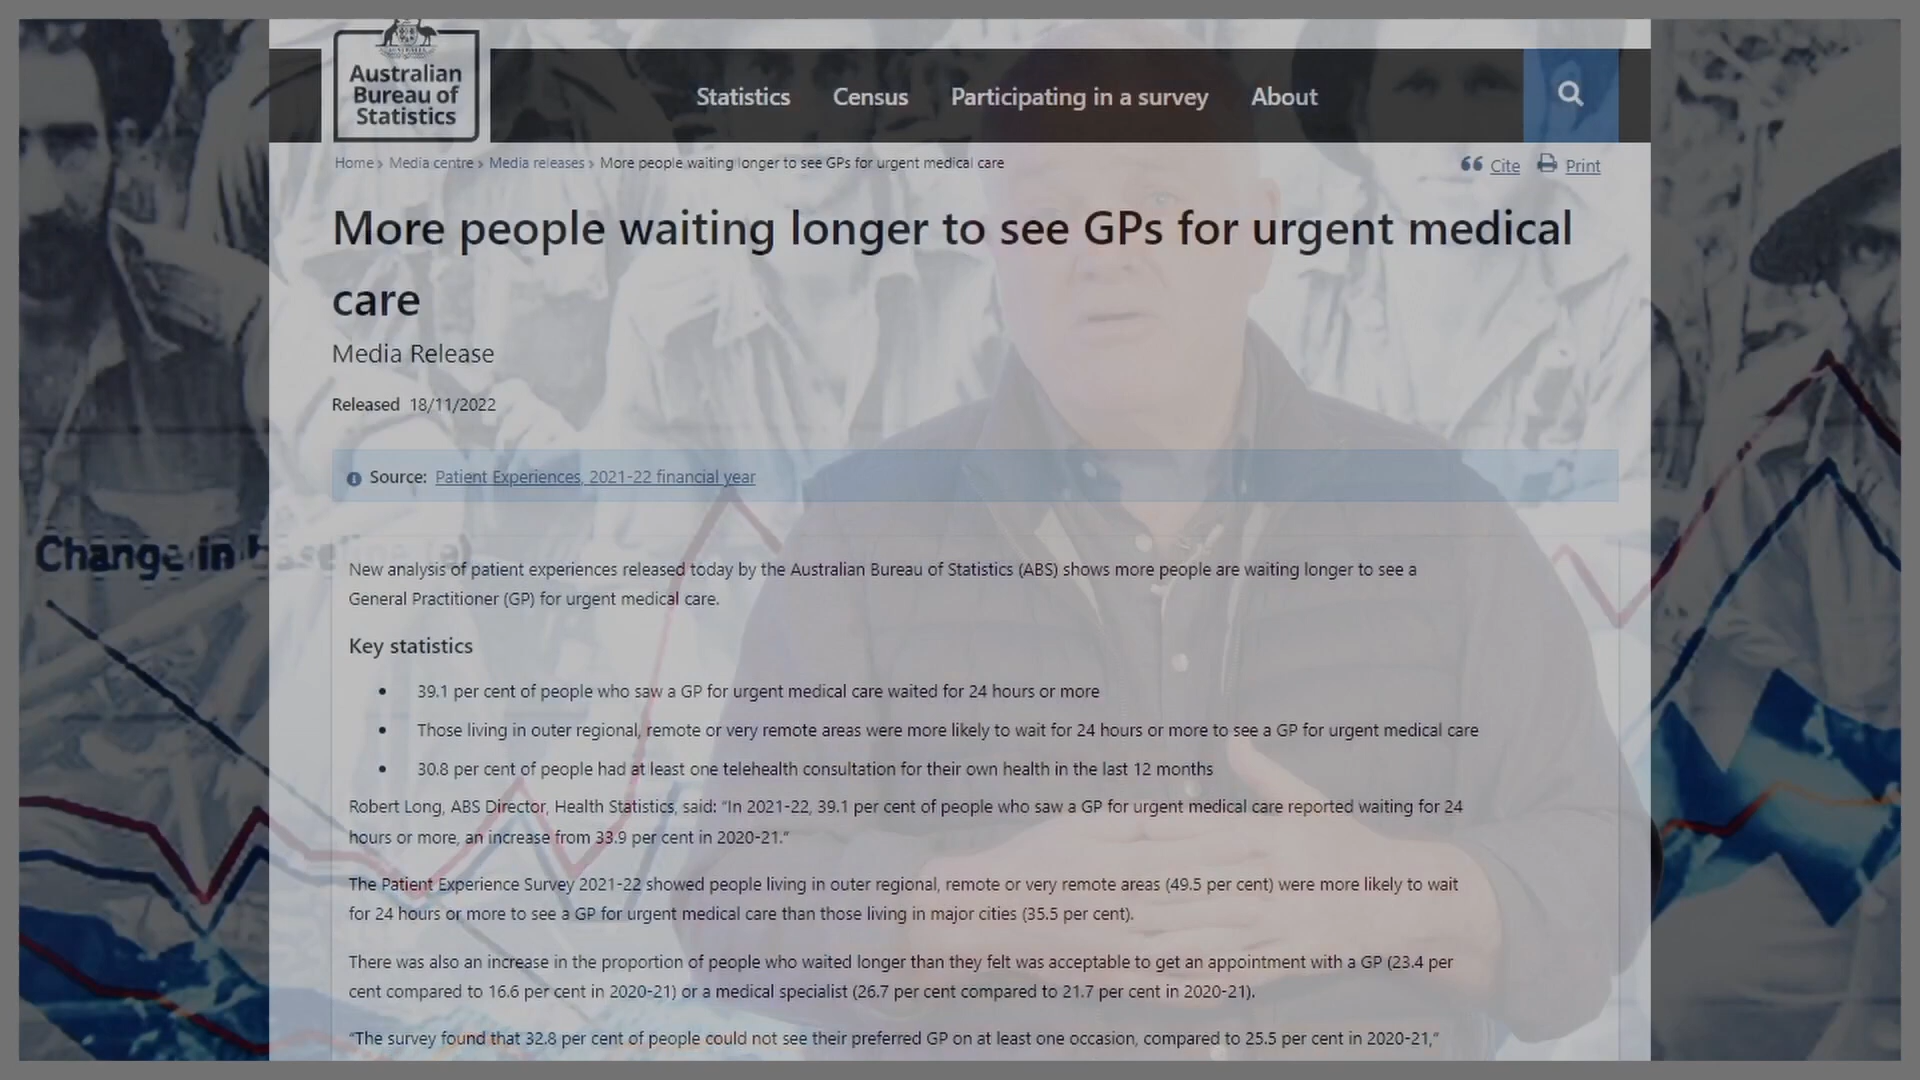 Australian
Bureau of
Statistics
Statistics
Census
Participating in a survey
About
Home › Media centre › Media releases › More people waiting longer to see GPs for urgent medical care
Cite
Print
More people waiting longer to see GPs for urgent medical
care
Media Release
Released 18/11/2022
Source: Patient Experiences, 2021-22 financial year
Change in baseline (e)
New analysis of patient experiences released today by the Australian Bureau of Statistics (ABS) shows more people are waiting longer to see a
General Practitioner (GP) for urgent medical care.
Key statistics
• 39.1 per cent of people who saw a GP for urgent medical care waited for 24 hours or more
• Those living in outer regional, remote or very remote areas were more likely to wait for 24 hours or more to see a GP for urgent medical care
• 30.8 per cent of people had at least one telehealth consultation for their own health in the last 12 months
Robert Long, ABS Director, Health Statistics, said: “In 2021-22, 39.1 per cent of people who saw a GP for urgent medical care reported waiting for 24
hours or more, an increase from 33.9 per cent in 2020-21.”
The Patient Experience Survey 2021-22 showed people living in outer regional, remote or very remote areas (49.5 per cent) were more likely to wait
for 24 hours or more to see a GP for urgent medical care than those living in major cities (35.5 per cent).
There was also an increase in the proportion of people who waited longer than they felt was acceptable to get an appointment with a GP (23.4 per
cent compared to 16.6 per cent in 2020-21) or a medical specialist (26.7 per cent compared to 21.7 per cent in 2020-21).
“The survey found that 32.8 per cent of people could not see their preferred GP on at least one occasion, compared to 25.5 per cent in 2020-21,”